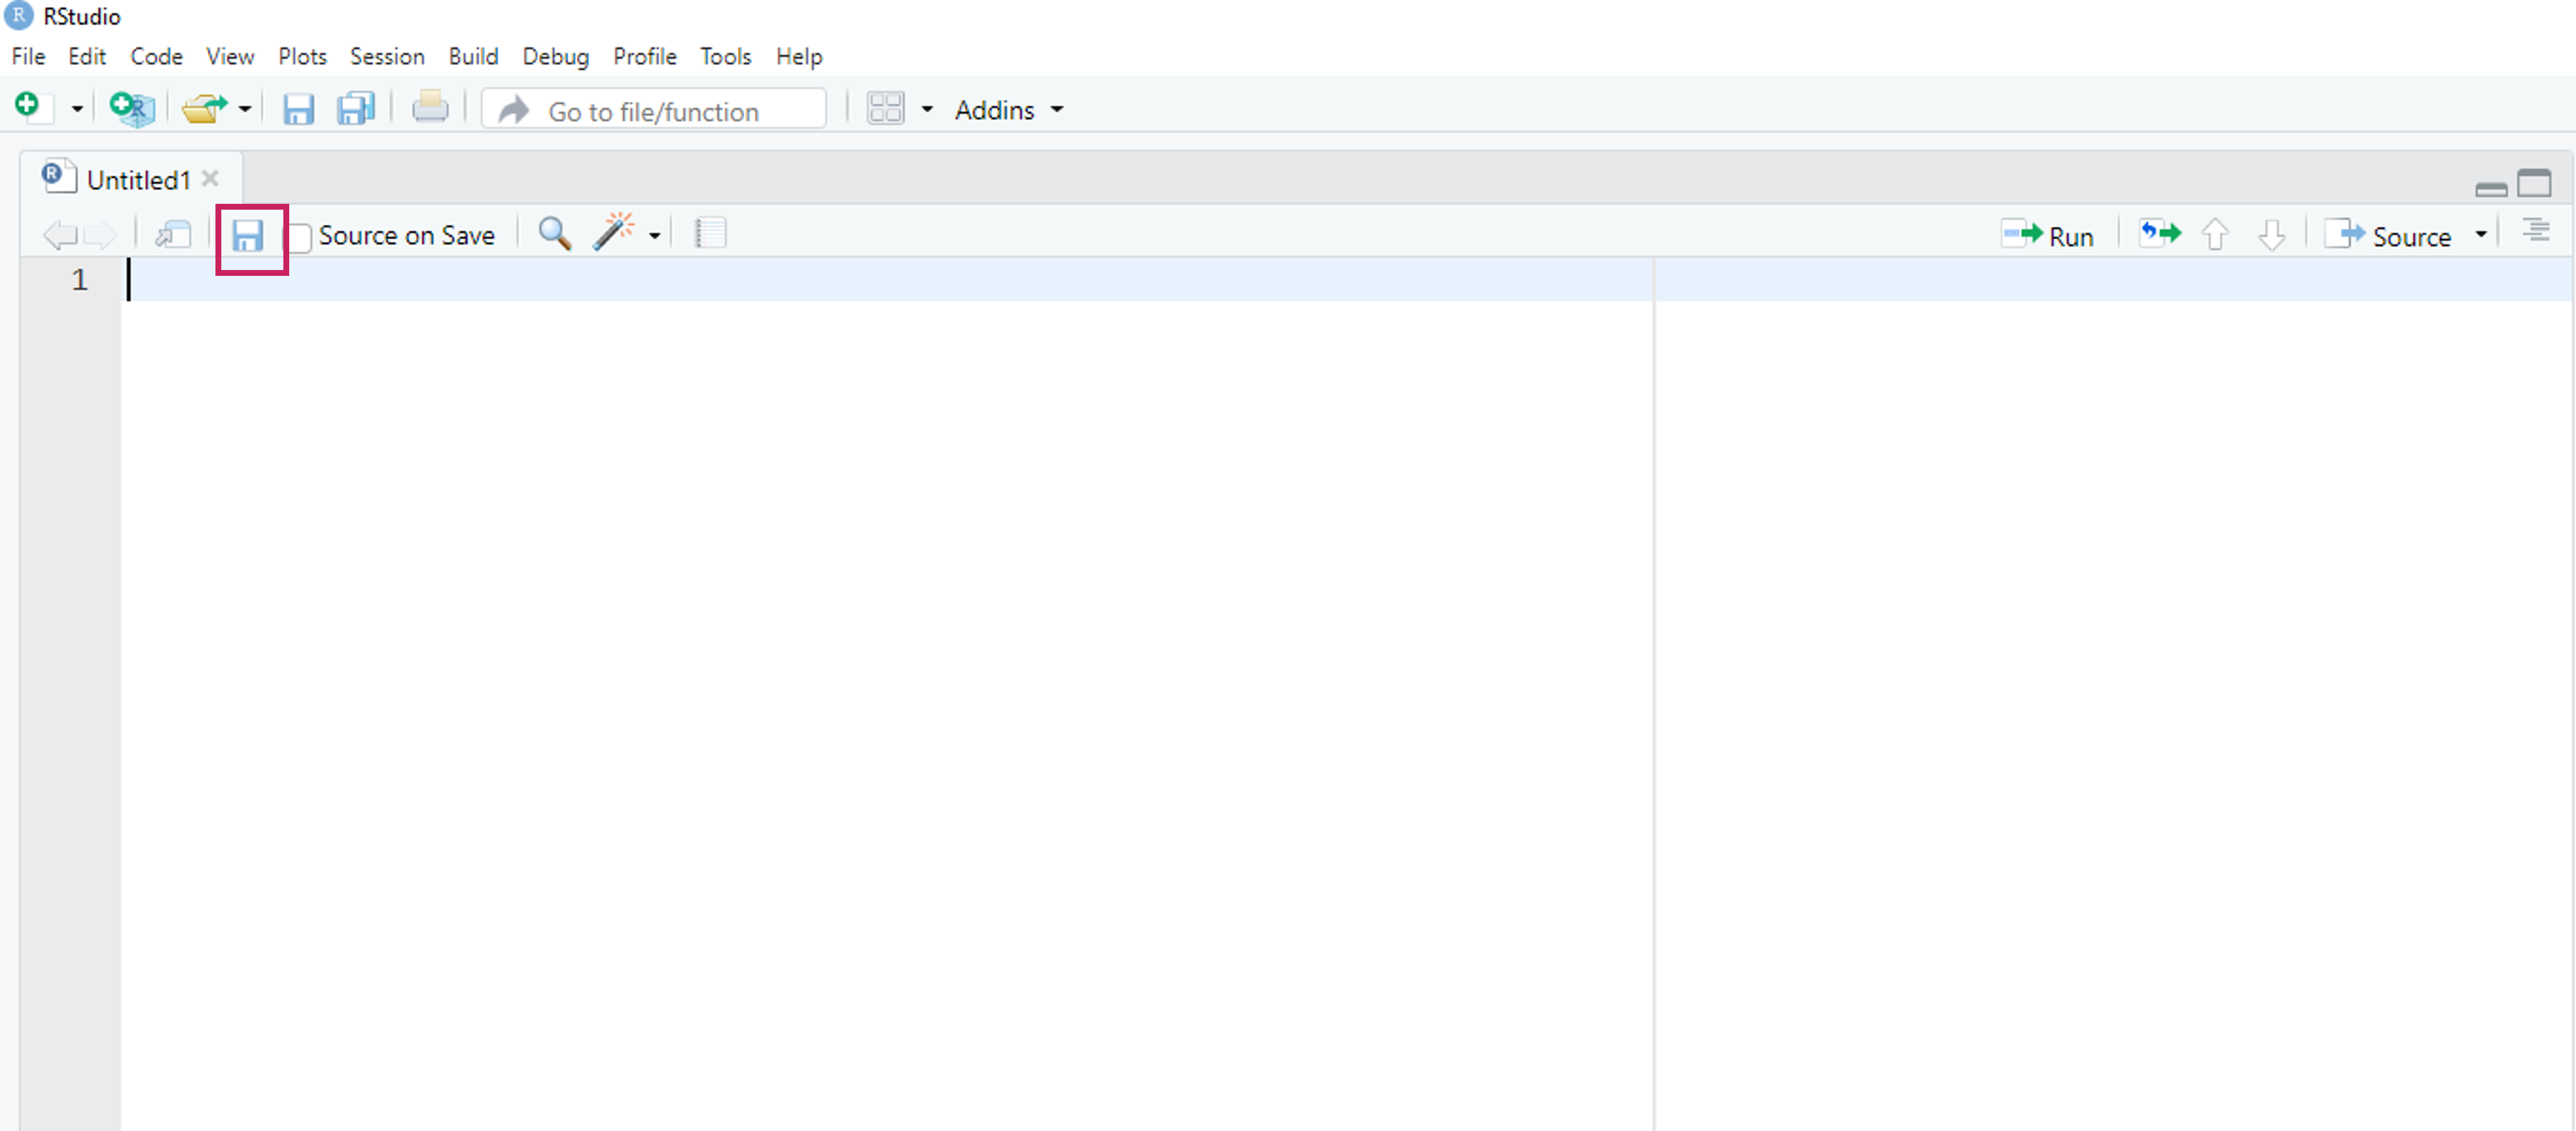 R RStudio
File Edit Code View Plots Session Build Debug Profile Tools Help
R Go to file/function Addins
R Untitled1
Source on Save Run Source
1